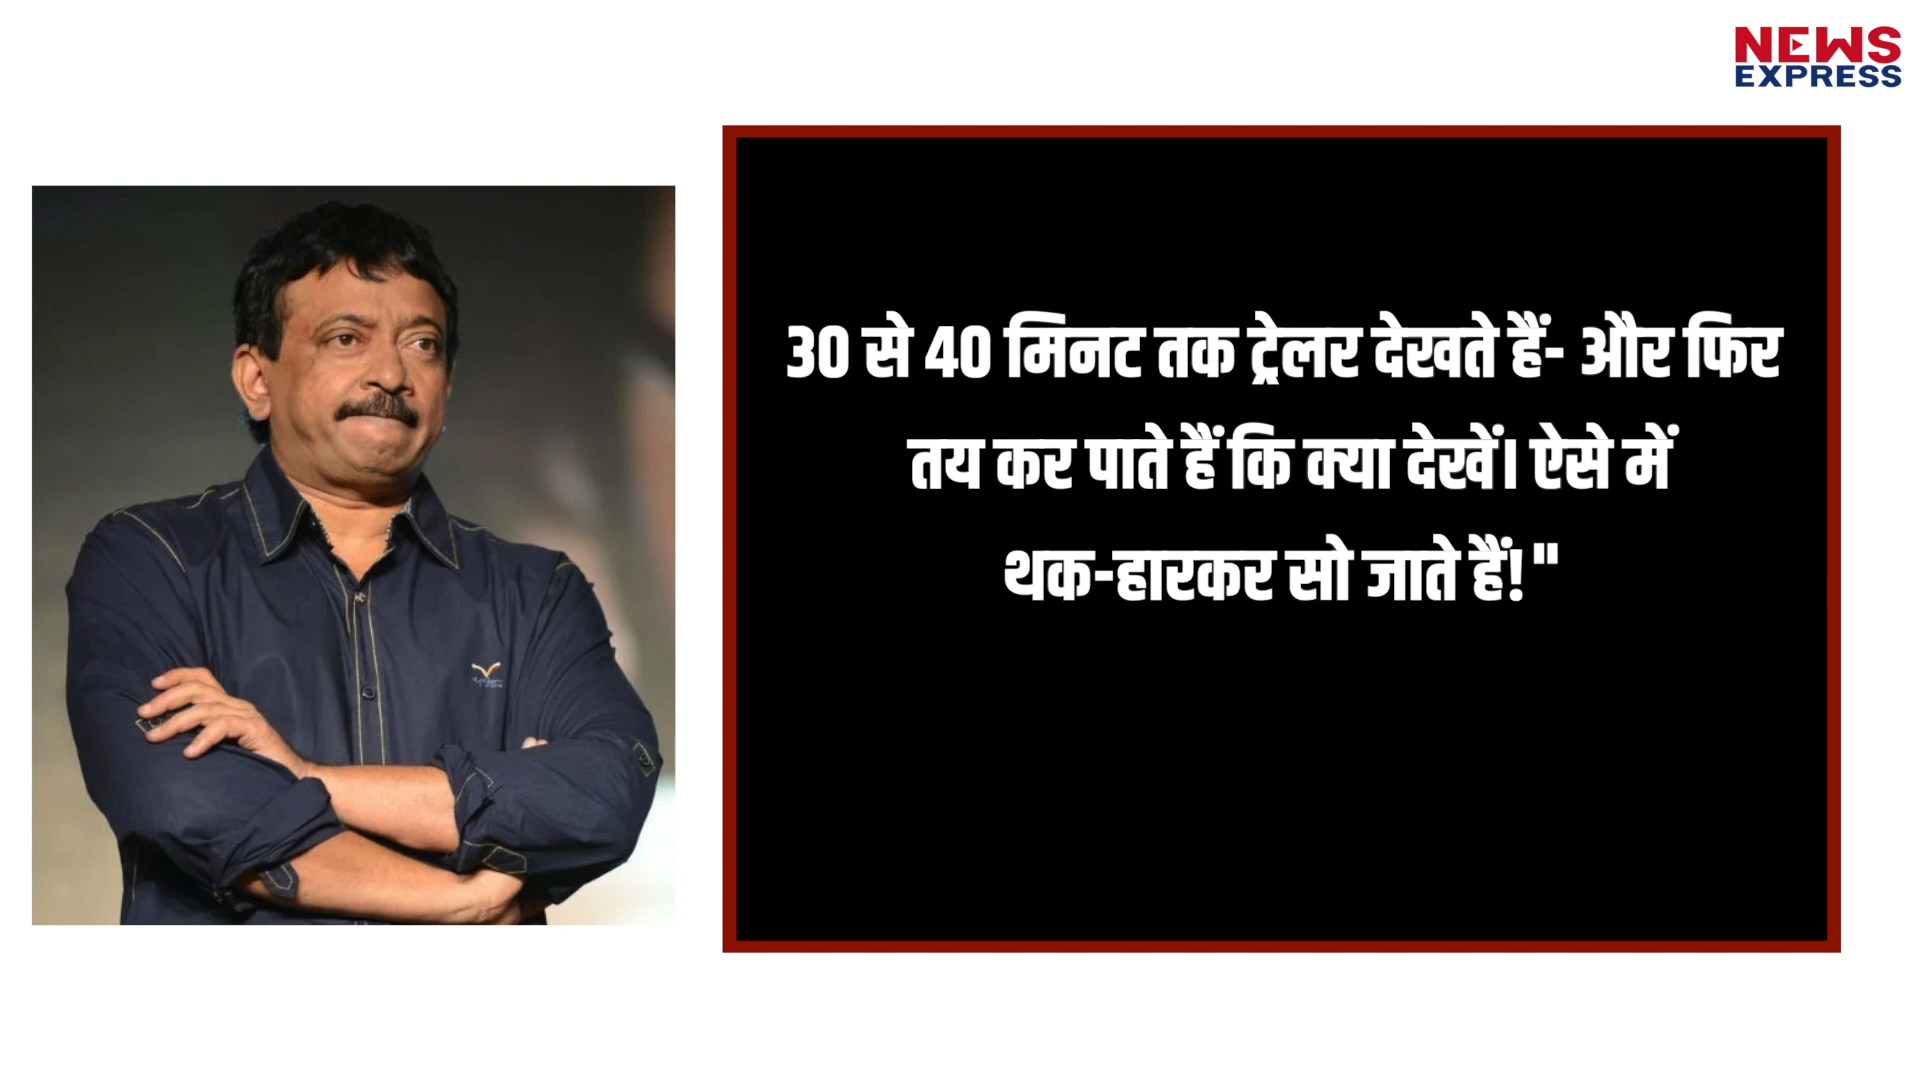 NEWS
EXPRESS
30 से 40 मिनट तक ट्रेलर देखते हैं- और फिर
तय कर पाते हैं कि क्या देखें। ऐसे में
थक-हारकर सो जाते हैं!"